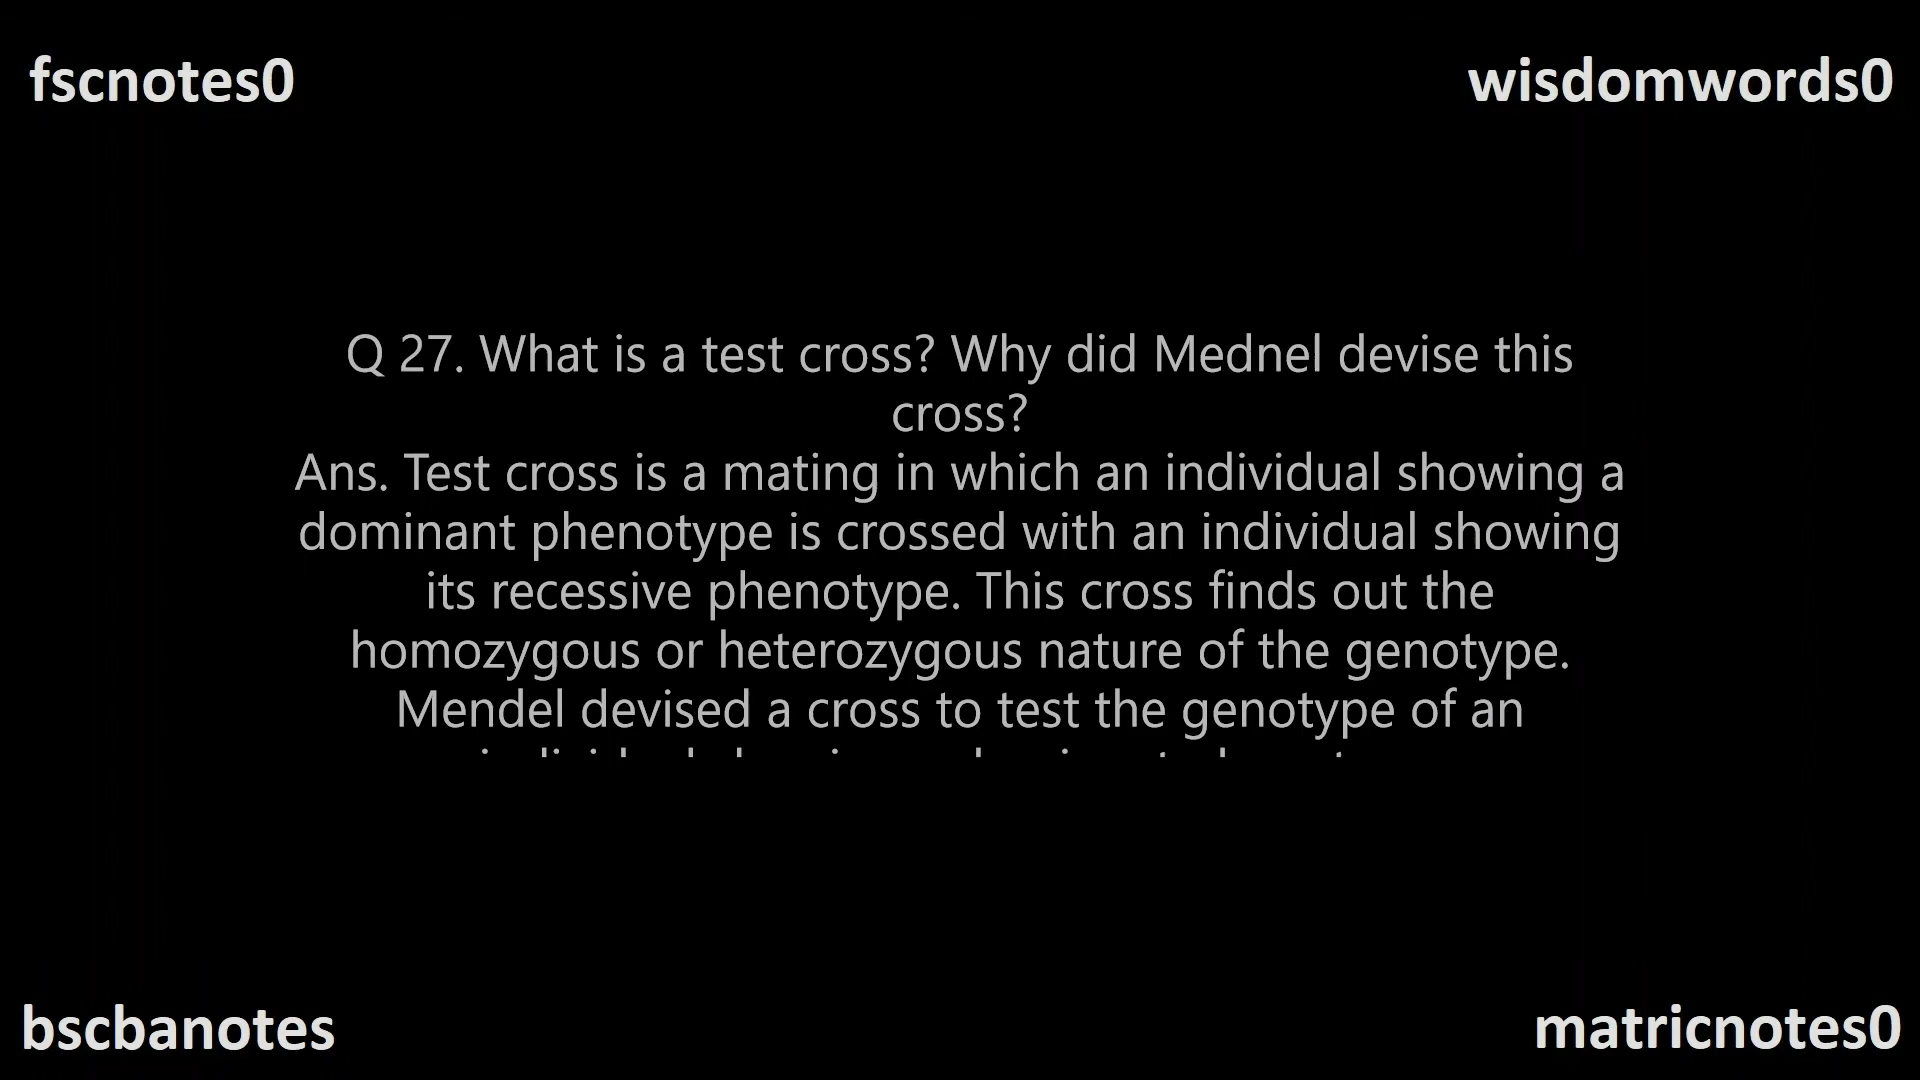 fscnotes0
wisdomwords0
Q 27. What is a test cross? Why did Mednel devise this
cross?
Ans. Test cross is a mating in which an individual showing a
dominant phenotype is crossed with an individual showing
its recessive phenotype. This cross finds out the
homozygous or heterozygous nature of the genotype.
Mendel devised a cross to test the genotype of an
bscbanotes
matricnotes0